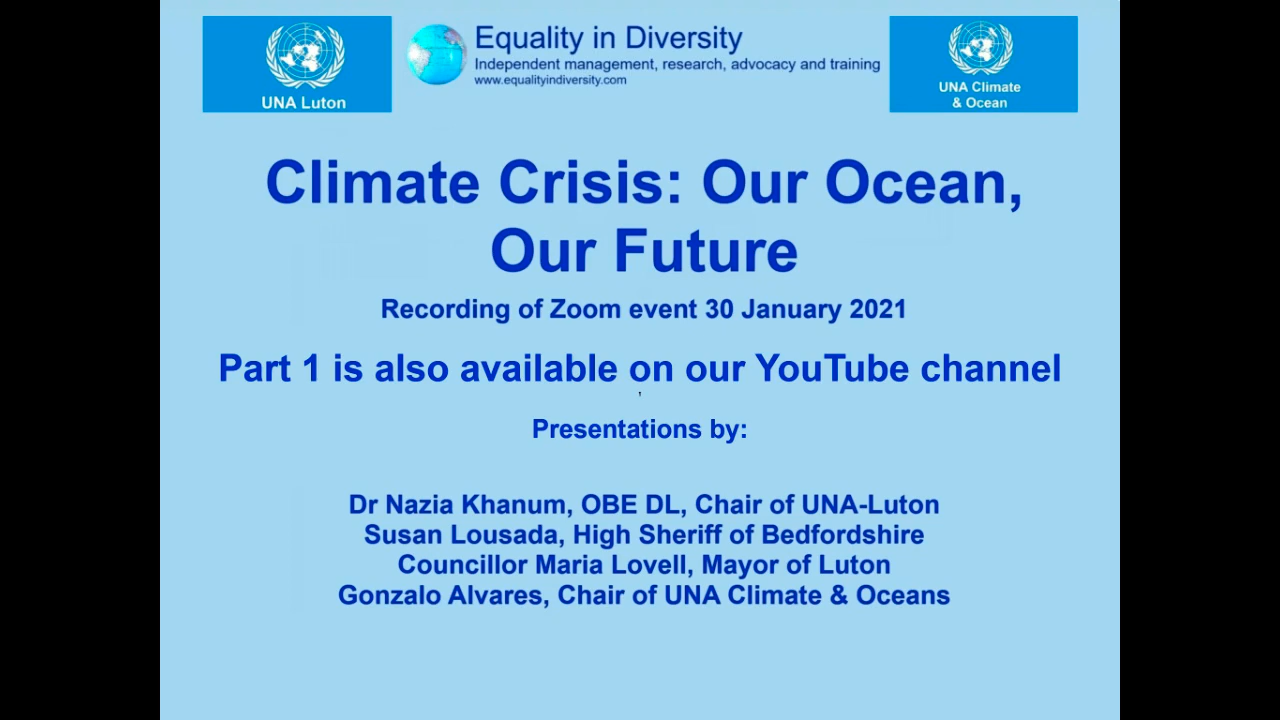 UNA Luton
Equality in Diversity
Independent management, research, advocacy and training
www.equalityindiversity.com
UNA Climate
& Ocean
Climate Crisis: Our Ocean,
Our Future
Recording of Zoom event 30 January 2021
Part 1 is also available on our YouTube channel
,
Presentations by:
Dr Nazia Khanum, OBE DL, Chair of UNA-Luton
Susan Lousada, High Sheriff of Bedfordshire
Councillor Maria Lovell, Mayor of Luton
Gonzalo Alvares, Chair of UNA Climate & Oceans